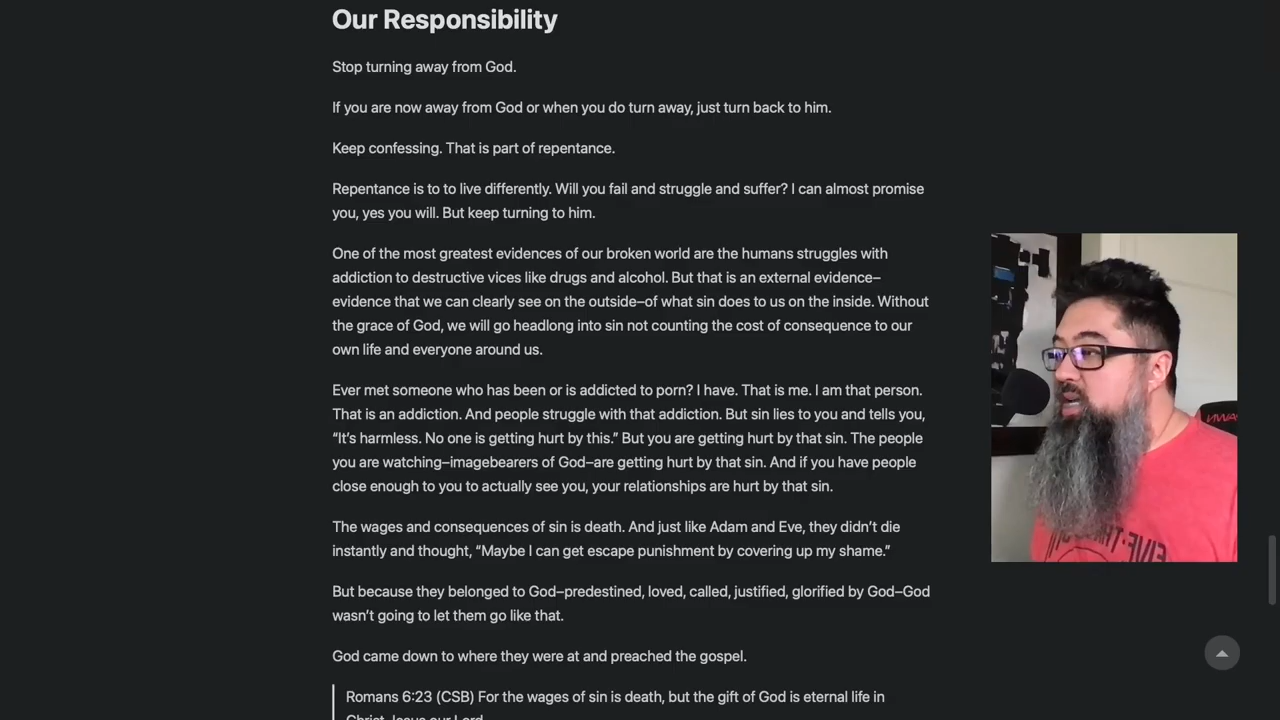 Our Responsibility
Stop turning away from God.
If you are now away from God or when you do turn away, just turn back to him.
Keep confessing. That is part of repentance.
Repentance is to to live differently. Will you fail and struggle and suffer? I can almost promise
you, yes you will. But keep turning to him.
One of the most greatest evidences of our broken world are the humans struggles with
addiction to destructive vices like drugs and alcohol. But that is an external evidence–
evidence that we can clearly see on the outside–of what sin does to us on the inside. Without
the grace of God, we will go headlong into sin not counting the cost of consequence to our
own life and everyone around us.
Ever met someone who has been or is addicted to porn? I have. That is me. I am that person.
That is an addiction. And people struggle with that addiction. But sin lies to you and tells you,
“It’s harmless. No one is getting hurt by this.” But you are getting hurt by that sin. The people
you are watching–imagebearers of God–are getting hurt by that sin. And if you have people
close enough to you to actually see you, your relationships are hurt by that sin.
The wages and consequences of sin is death. And just like Adam and Eve, they didn’t die
instantly and thought, “Maybe I can get escape punishment by covering up my shame.”
But because they belonged to God–predestined, loved, called, justified, glorified by God–God
wasn’t going to let them go like that.
God came down to where they were at and preached the gospel.
Romans 6:23 (CSB) For the wages of sin is death, but the gift of God is eternal life in
Christ Jesus our Lord